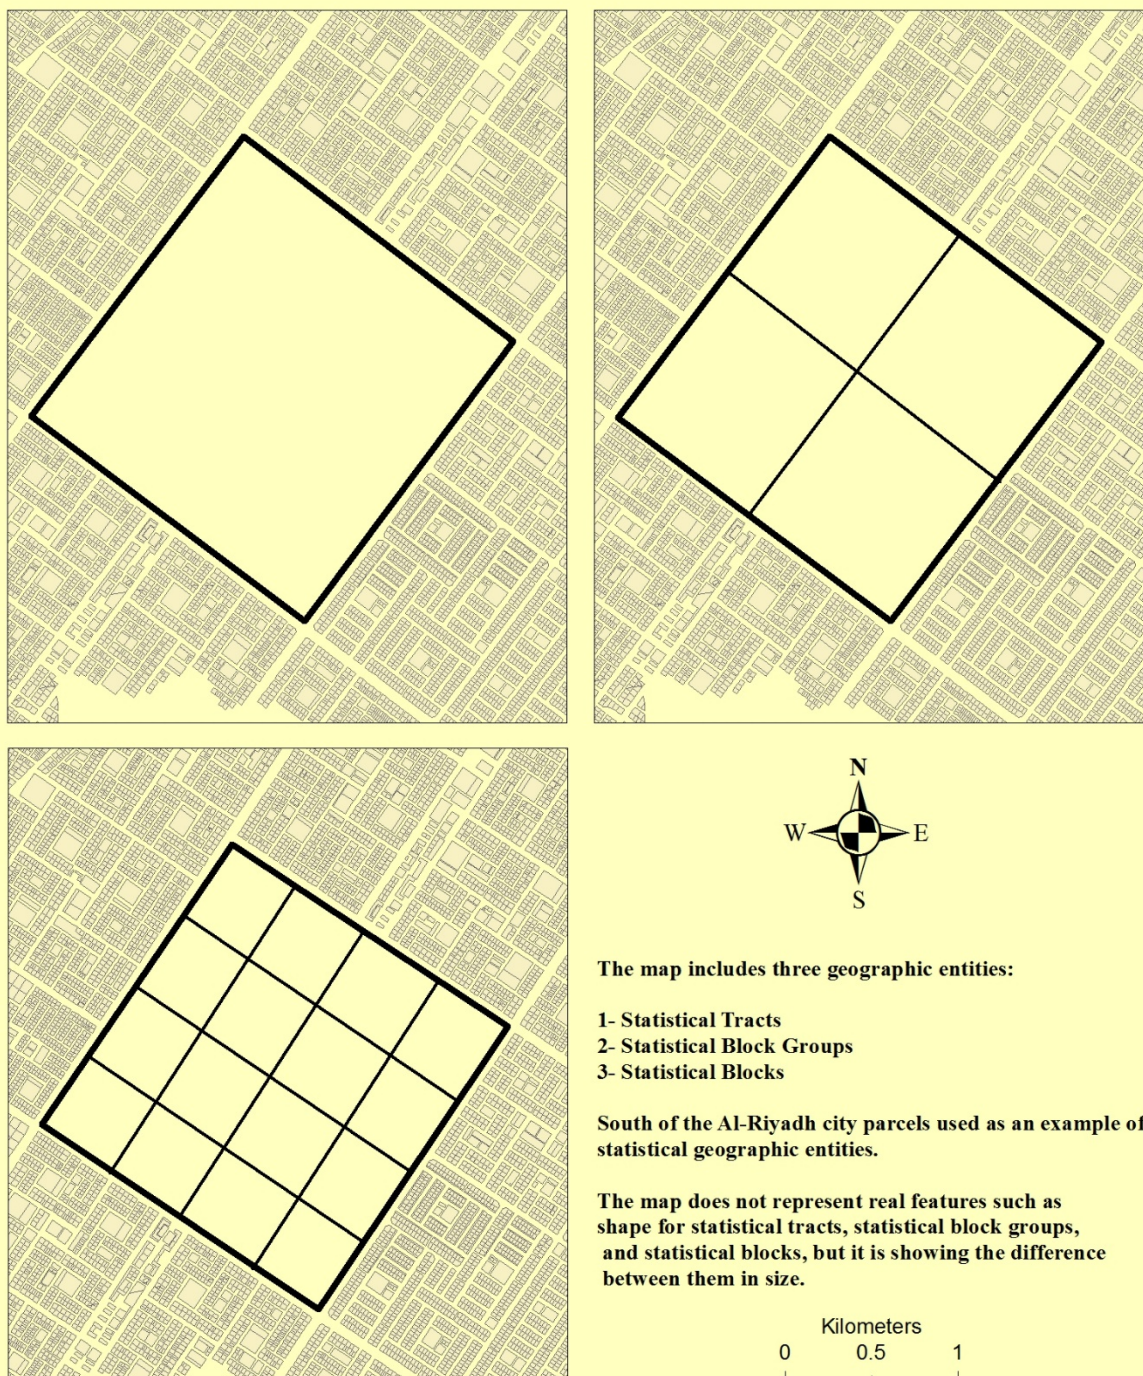 N
W E
S
The map includes three geographic entities:
1- Statistical Tracts
2- Statistical Block Groups
3- Statistical Blocks
South of the Al-Riyadh city parcels used as an example of
statistical geographic entities.
The map does not represent real features such as
shape for statistical tracts, statistical block groups,
and statistical blocks, but it is showing the difference
between them in size.
Kilometers
0 0.5 1